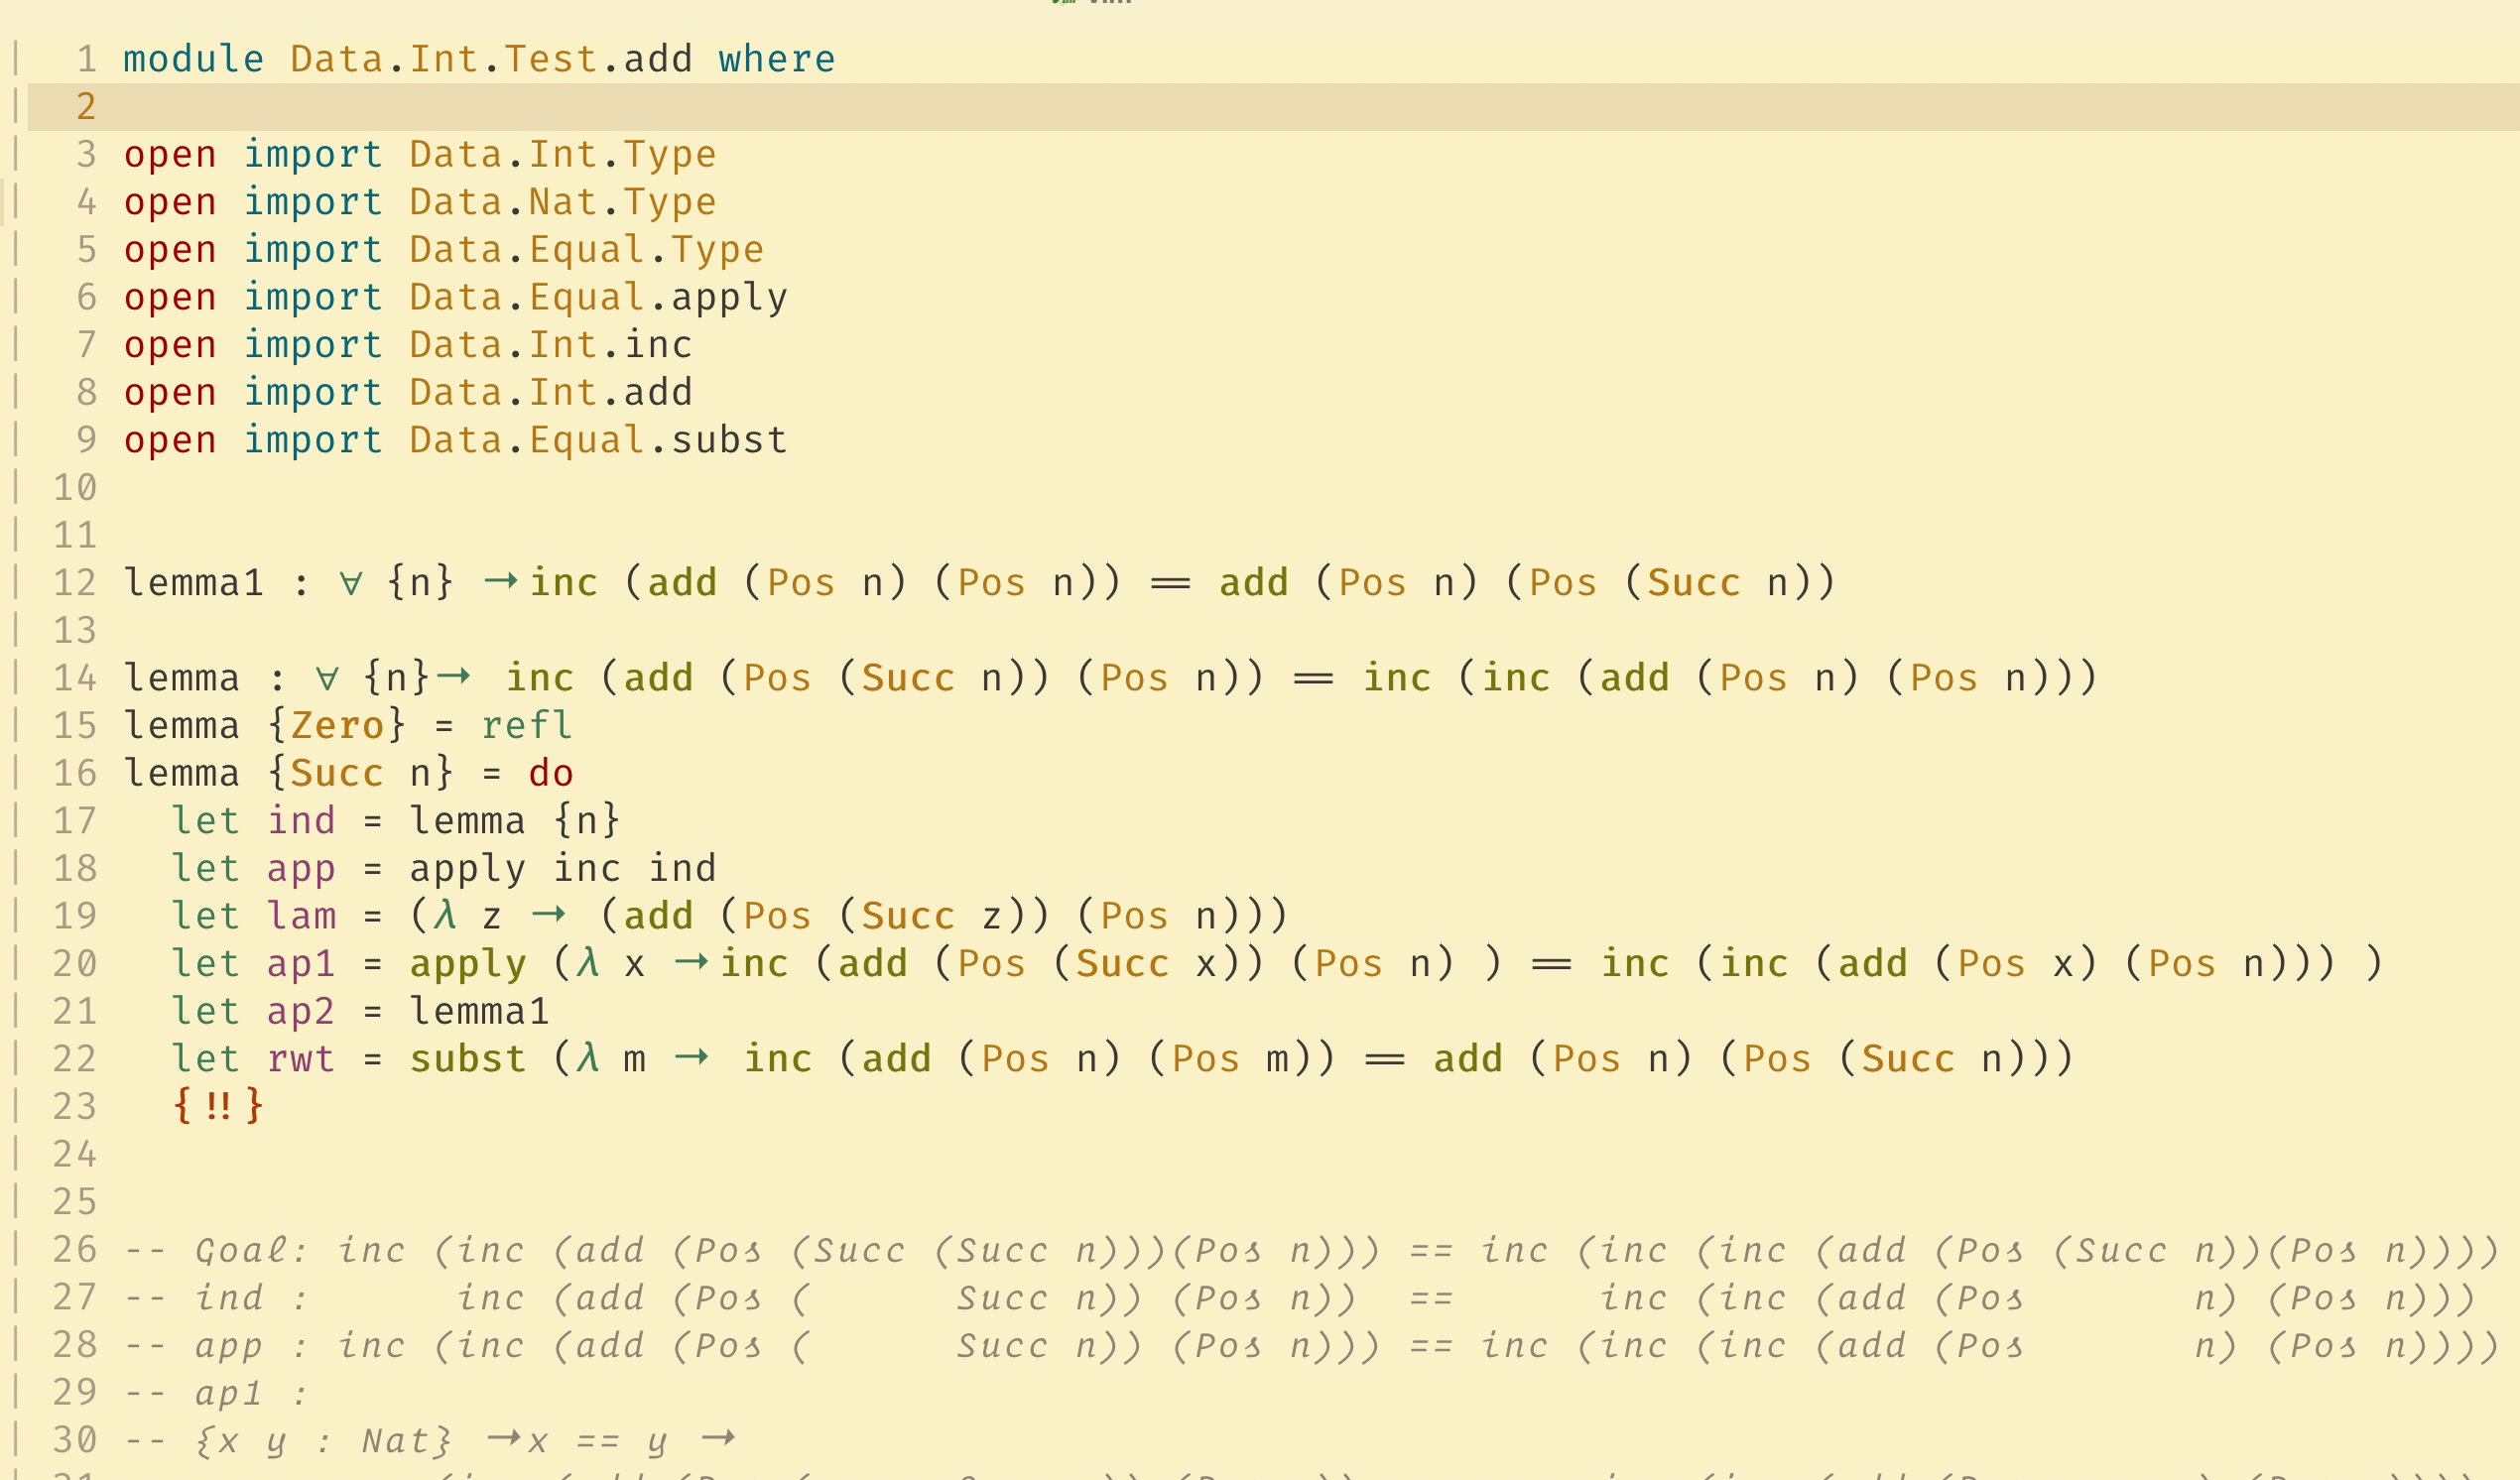 1 module Data.Int.Test.add where
2
3 open import Data.Int.Type
4 open import Data.Nat.Type
5 open import Data.Equal.Type
6 open import Data.Equal.apply
7 open import Data.Int.inc
8 open import Data.Int.add
9 open import Data.Equal.subst
10
11
12 lemma1 : ∀ {n} →inc (add (Pos n) (Pos n)) == add (Pos n) (Pos (Succ n))
13
14 lemma : ∀ {n}→ inc (add (Pos (Succ n)) (Pos n)) == inc (inc (add (Pos n) (Pos n)))
15 lemma {Zero} = refl
16 lemma {Succ n} = do
17   let ind = lemma {n}
18   let app = apply inc ind
19   let lam = (λ z → (add (Pos (Succ z)) (Pos n)))
20   let ap1 = apply (λ x →inc (add (Pos (Succ x)) (Pos n) ) == inc (inc (add (Pos x) (Pos n))) )
21   let ap2 = lemma1
22   let rwt = subst (λ m → inc (add (Pos n) (Pos m)) == add (Pos n) (Pos (Succ n)))
23   {!!}
24
25
26 -- Goal: inc (inc (add (Pos (Succ (Succ n)))(Pos n))) == inc (inc (inc (add (Pos (Succ n))(Pos n))))
27 -- ind :      inc (add (Pos (      Succ n)) (Pos n))  ==      inc (inc (add (Pos       n) (Pos n)))
28 -- app : inc (inc (add (Pos (      Succ n)) (Pos n))) == inc (inc (inc (add (Pos       n) (Pos n))))
29 -- ap1 :
30 -- {x y : Nat} →x == y →